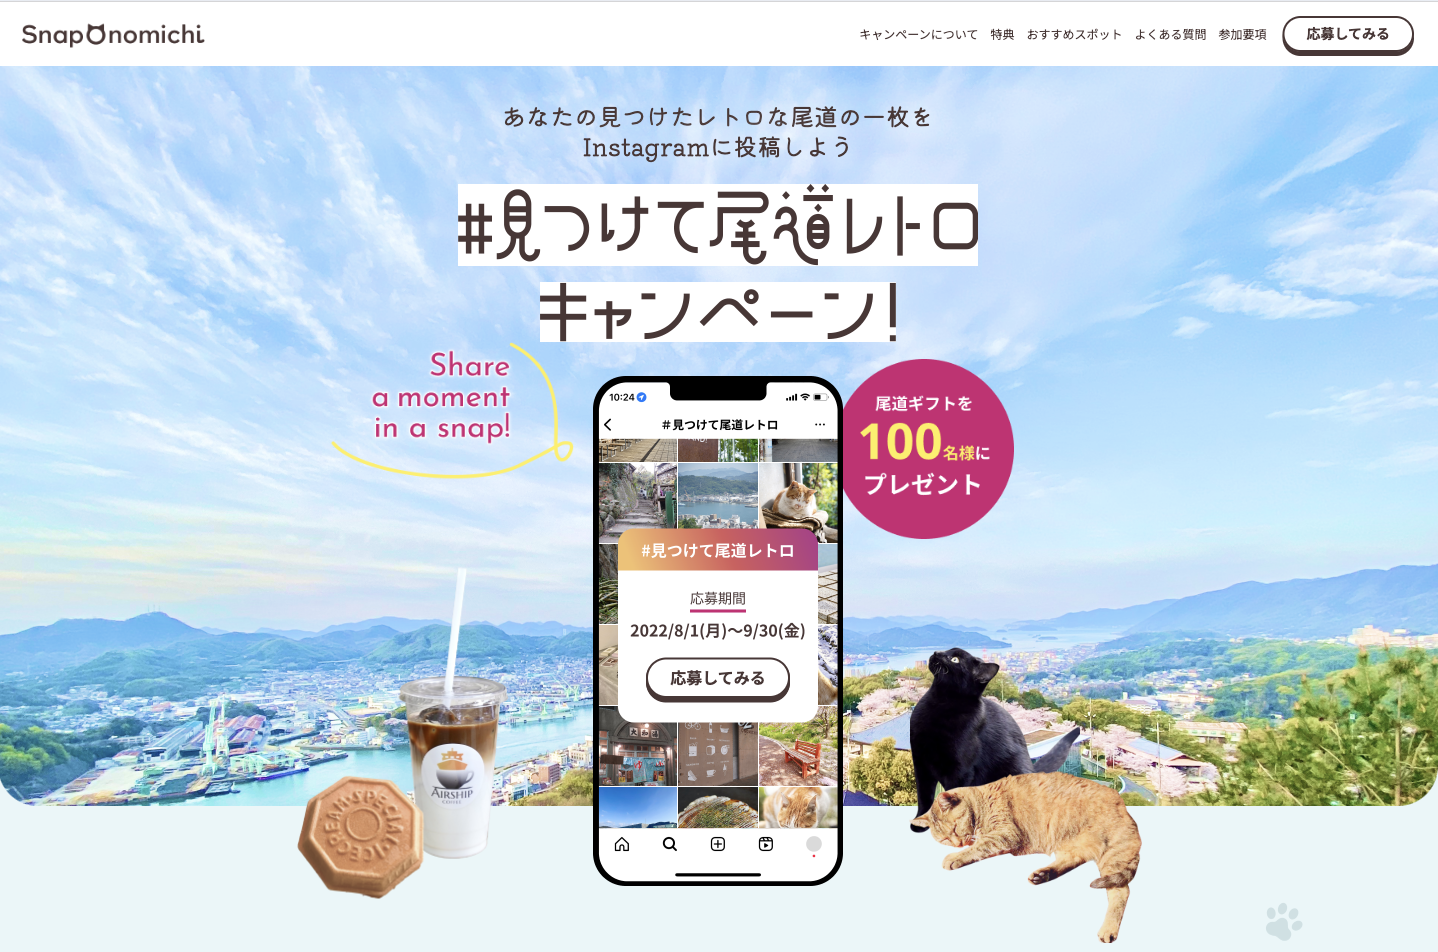 SnapOnomichi
キャンペーンについて 特典 おすすめスポット よくある質問 参加要項 応募してみる
あなたの見つけたレトロな尾道の一枚を
Instagramに投稿しよう
#見つけて尾道レトロ
キャンペーン!
Share
a moment
in a snap!
10:24
#見つけて尾道レトロ
尾道ギフトを
100名様に
プレゼント
#見つけて尾道レトロ
応募期間
2022/8/1(月)〜9/30(金)
応募してみる
AIRSHIP
COFFEE
SPECIAL ICECREAM